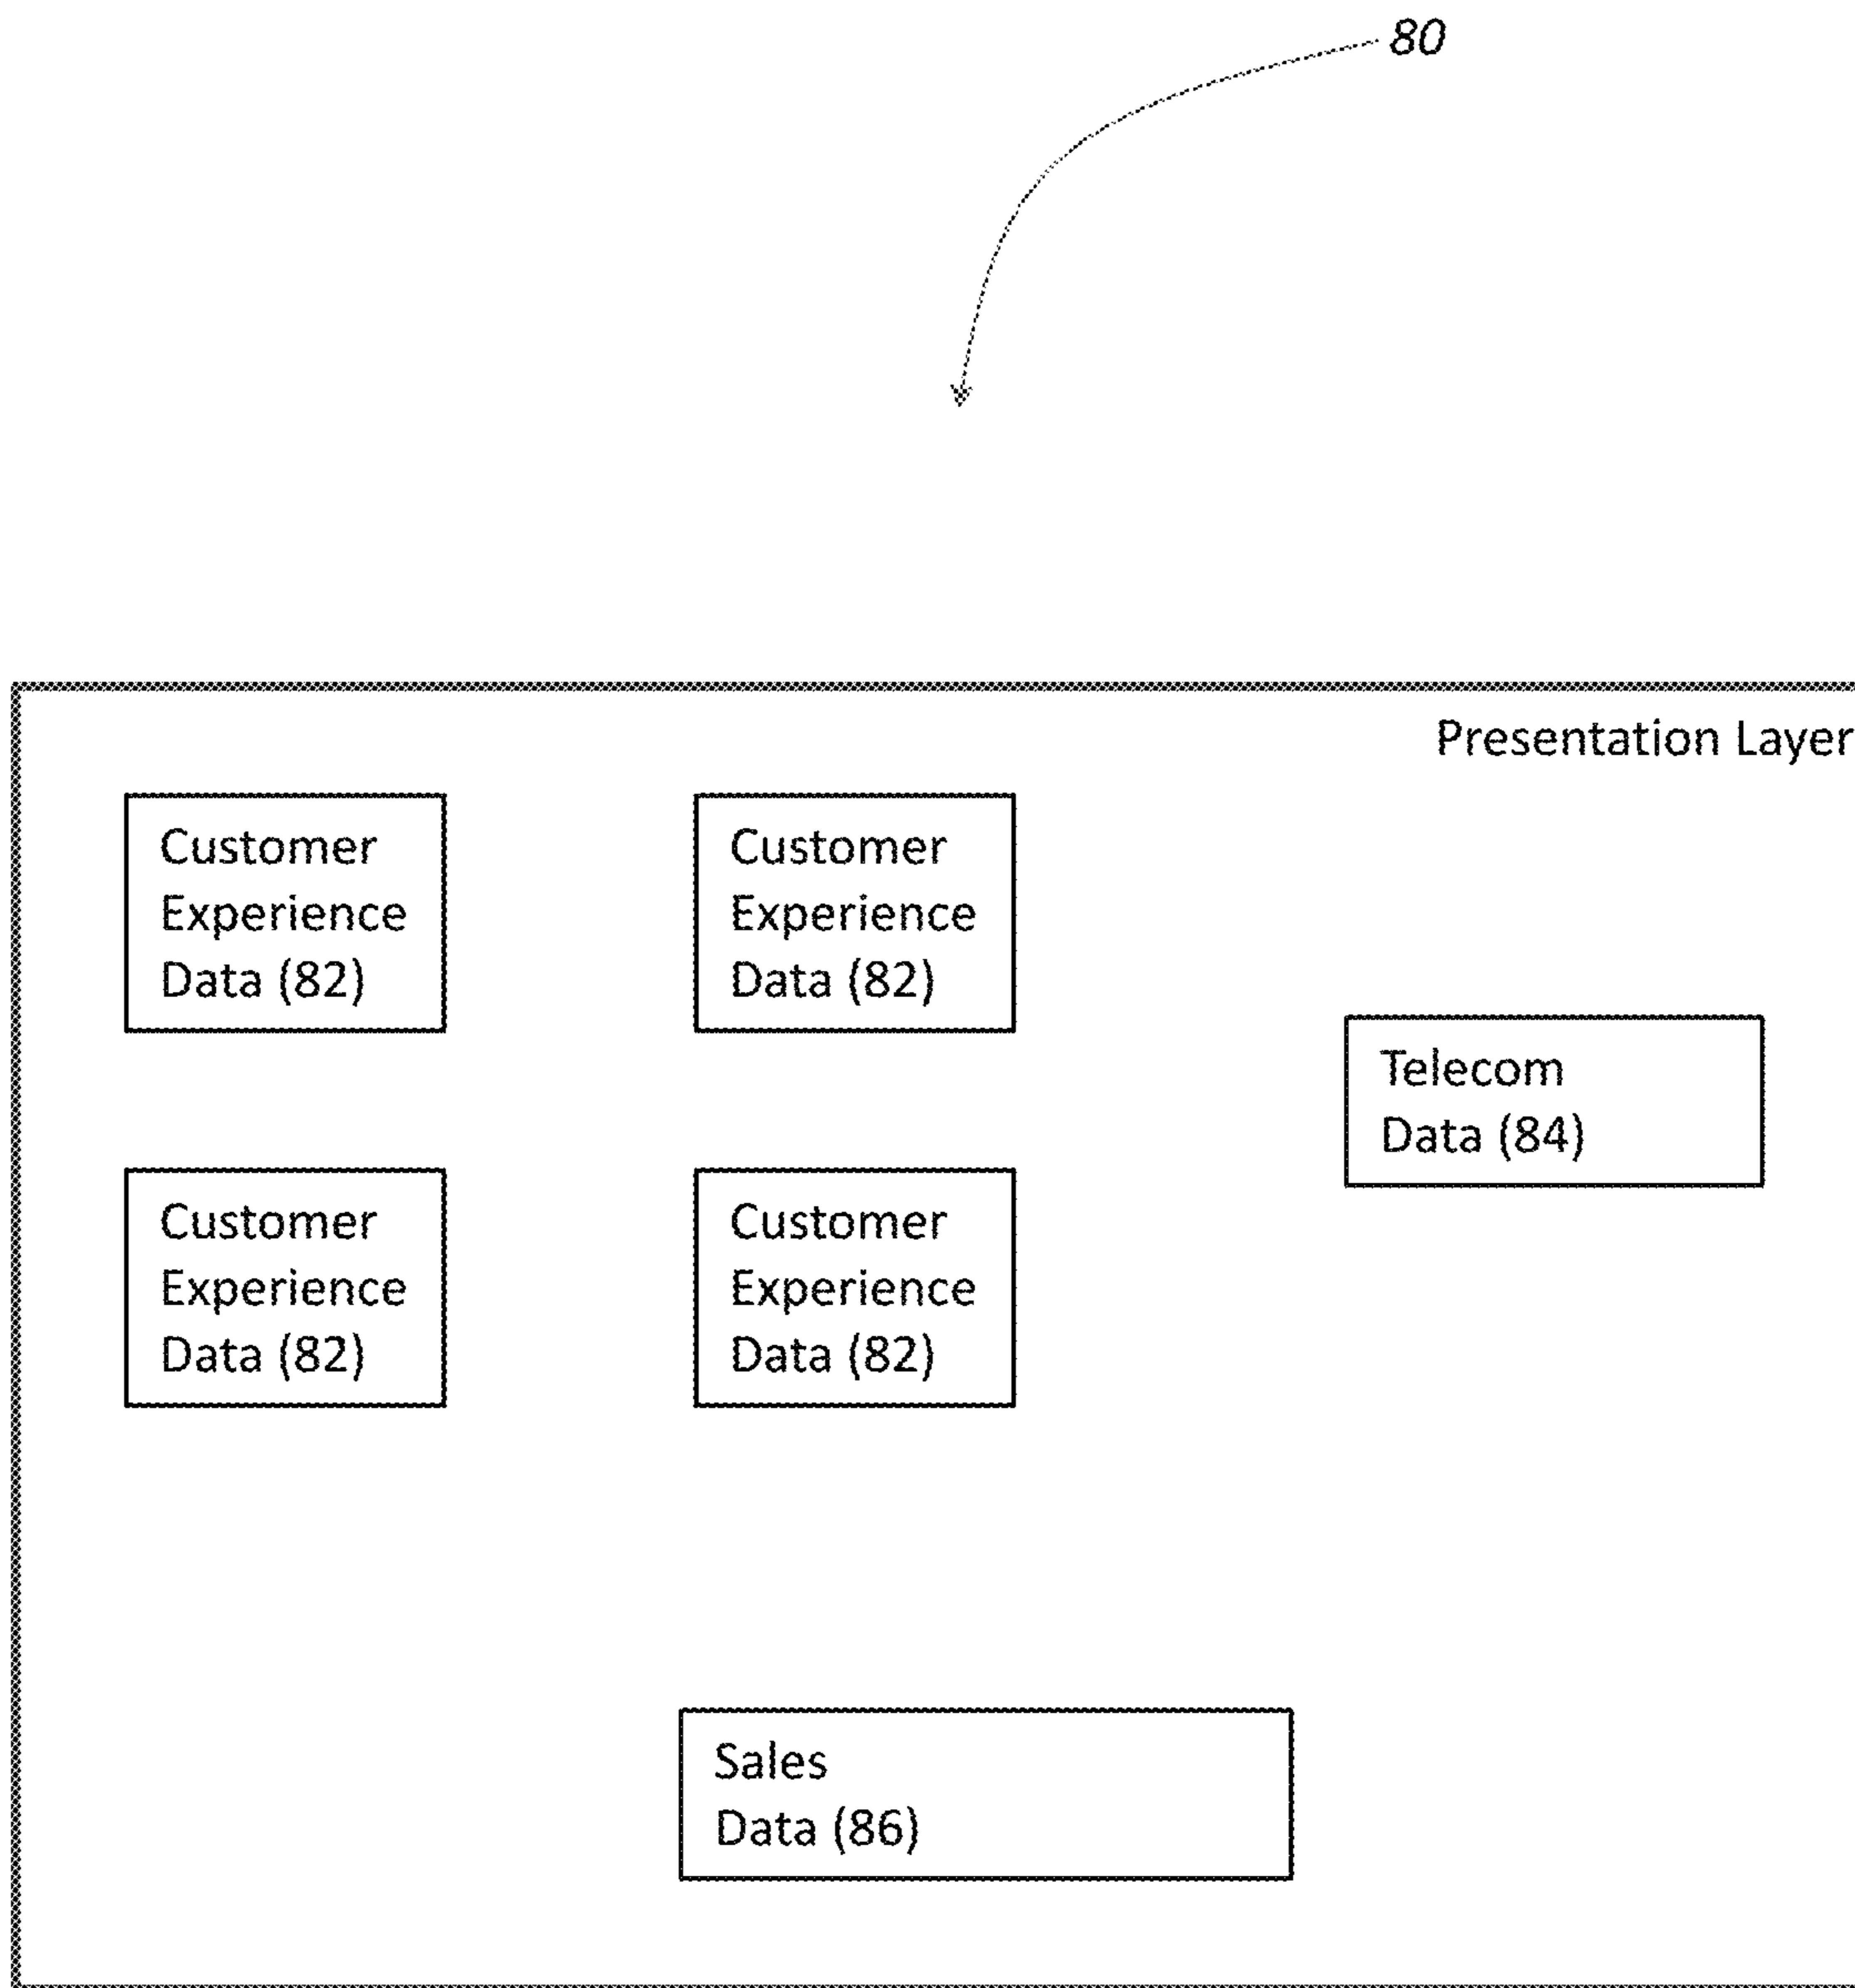 80
Presentation Layer
Customer
Experience
Data (82)
Customer
Experience
Data (82)
Telecom
Data (84)
Customer
Experience
Data (82)
Customer
Experience
Data (82)
Sales
Data (86)